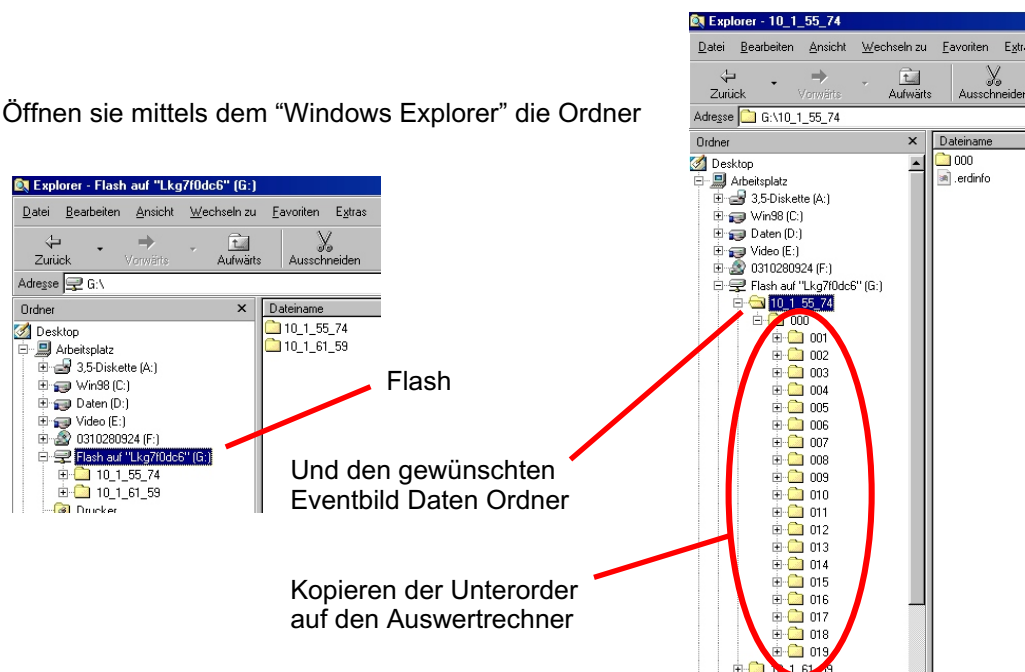 Öffnen sie mittels dem “Windows Explorer” die Ordner
Explorer - Flash auf "Lkg7f0dc6" (G:)
Datei Bearbeiten Ansicht Wechseln zu Favoriten Extras
Zurück Vorwärts Aufwärts Ausschneiden
Adresse G:\
Ordner x Dateiname
Desktop
Arbeitsplatz
3,5-Diskette (A:)
Win98 (C:)
Daten (D:)
Video (E:)
0310280924 (F:)
Flash auf "Lkg7f0dc6" (G:)
10_1_55_74
10_1_61_59
Drucker
10_1_55_74
10_1_61_59
Flash
Und den gewünschten
Eventbild Daten Ordner
Kopieren der Unterorder
auf den Auswertrechner
Explorer - 10_1_55_74
Datei Bearbeiten Ansicht Wechseln zu Favoriten Extra
Zurück Vorwärts Aufwärts Ausschneiden
Adresse G:\10_1_55_74
Ordner x Dateiname
Desktop
Arbeitsplatz
3,5-Diskette (A:)
Win98 (C:)
Daten (D:)
Video (E:)
0310280924 (F:)
Flash auf "Lkg7f0dc6" (G:)
10_1_55_74
000
001
002
003
004
005
006
007
008
009
010
011
012
013
014
015
016
017
018
019
10_1_61_59
000
.erdinfo